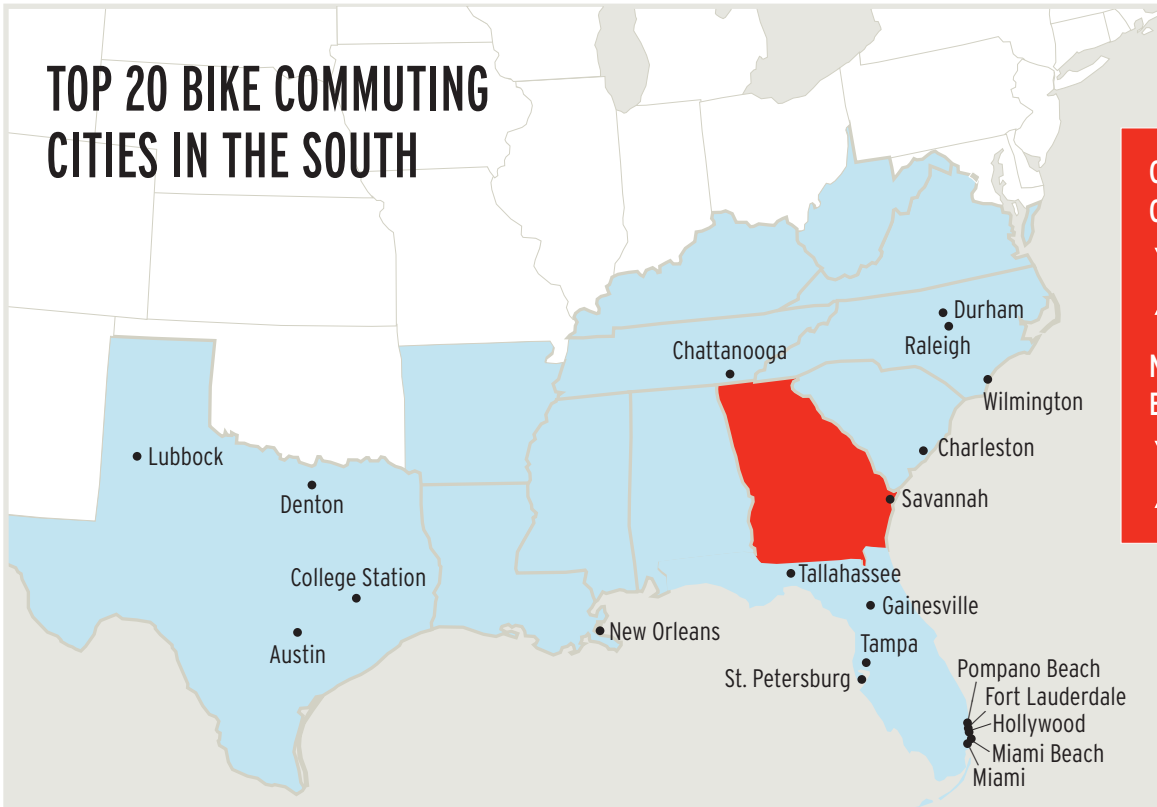 TOP 20 BIKE COMMUTING
CITIES IN THE SOUTH
Durham
Raleigh
Chattanooga
Wilmington
Charleston
Lubbock
Denton
Savannah
College Station
Tallahassee
Gainesville
Austin
New Orleans
Tampa
St. Petersburg
Pompano Beach
Fort Lauderdale
Hollywood
Miami Beach
Miami